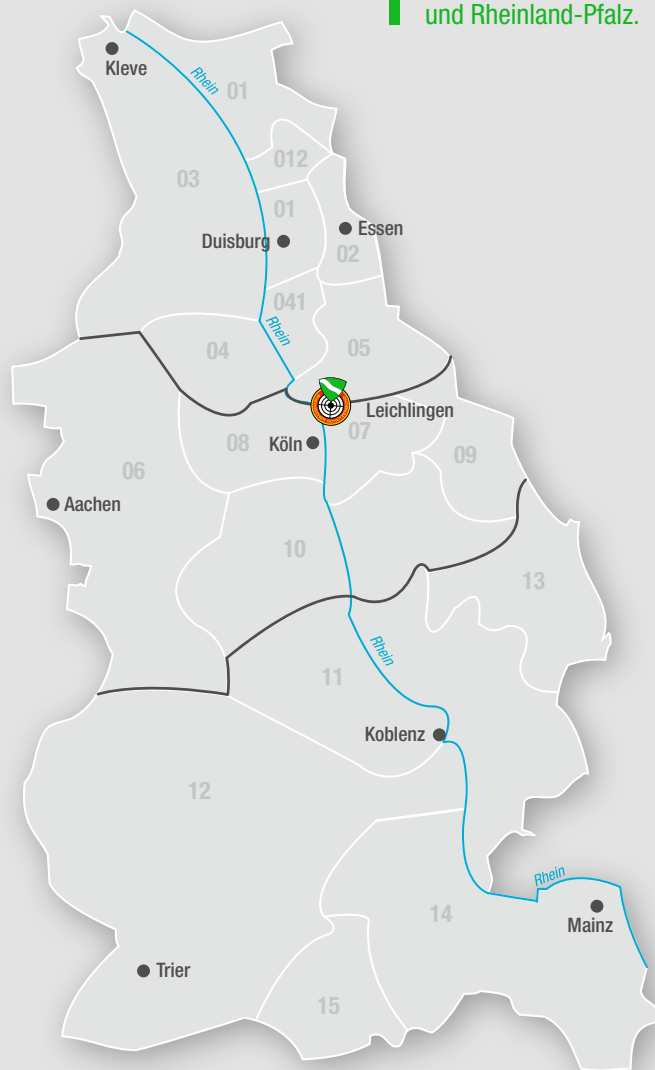 und Rheinland-Pfalz.
Kleve
Rhein
01
012
03
01
Duisburg
Essen
02
041
Rhein
04
05
Leichlingen
07
08
Köln
09
06
Aachen
10
13
Rhein
11
Koblenz
12
Rhein
14
Mainz
Trier
15